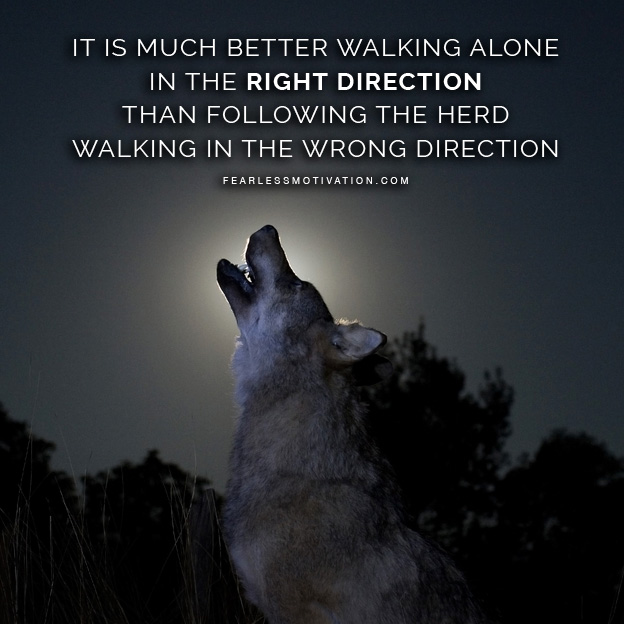 IT IS MUCH BETTER WALKING ALONE
IN THE RIGHT DIRECTION
THAN FOLLOWING THE HERD
WALKING IN THE WRONG DIRECTION
FEARLESSMOTIVATION.COM